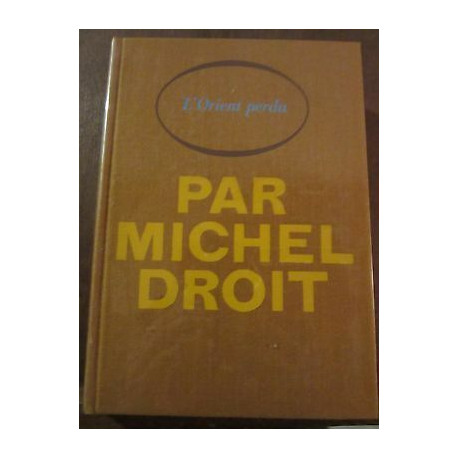 L'Orient perdu
PAR
MICHEL
DROIT